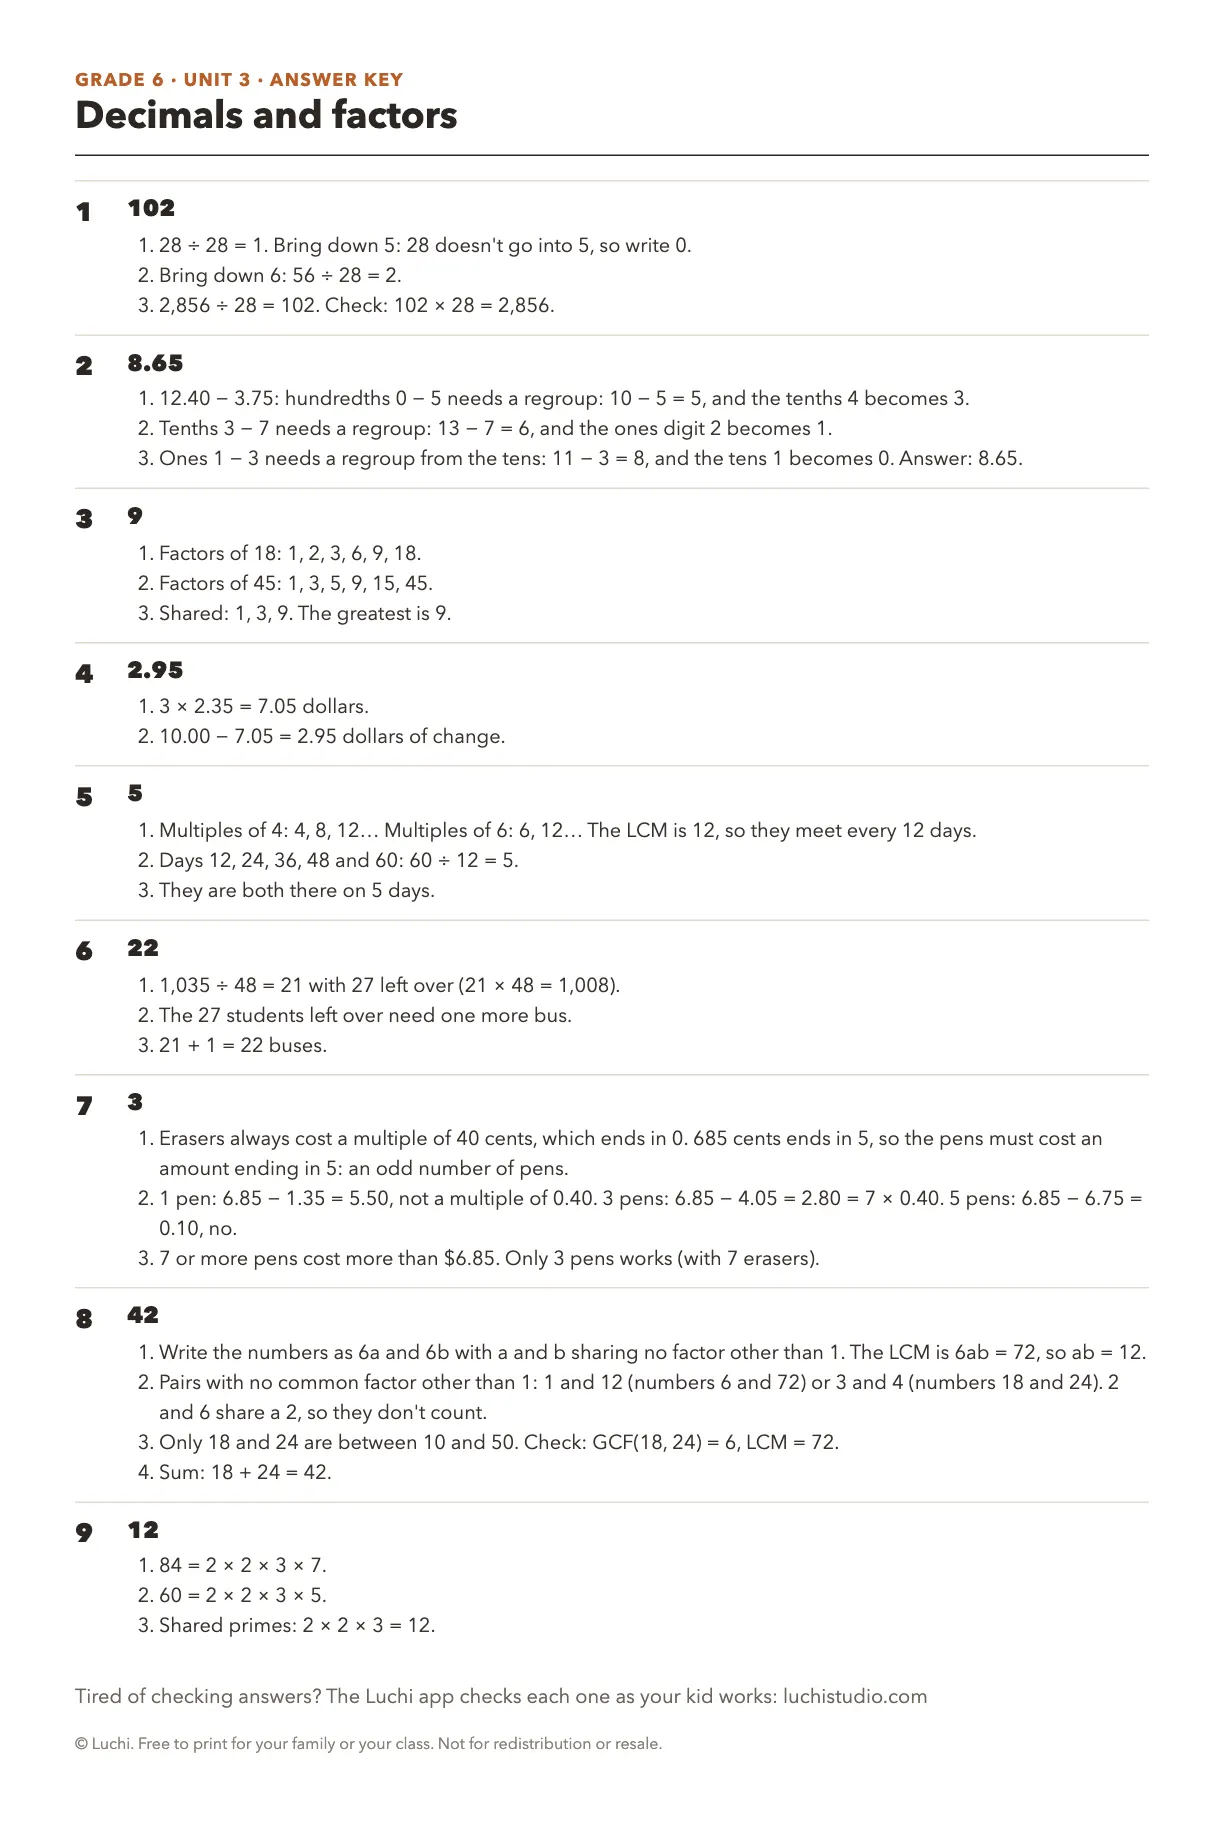 GRADE 6 · UNIT 3 · ANSWER KEY
Decimals and factors
1 102
1. 28 ÷ 28 = 1. Bring down 5: 28 doesn't go into 5, so write 0.
2. Bring down 6: 56 ÷ 28 = 2.
3. 2,856 ÷ 28 = 102. Check: 102 × 28 = 2,856.
2 8.65
1. 12.40 − 3.75: hundredths 0 − 5 needs a regroup: 10 − 5 = 5, and the tenths 4 becomes 3.
2. Tenths 3 − 7 needs a regroup: 13 − 7 = 6, and the ones digit 2 becomes 1.
3. Ones 1 − 3 needs a regroup from the tens: 11 − 3 = 8, and the tens 1 becomes 0. Answer: 8.65.
3 9
1. Factors of 18: 1, 2, 3, 6, 9, 18.
2. Factors of 45: 1, 3, 5, 9, 15, 45.
3. Shared: 1, 3, 9. The greatest is 9.
4 2.95
1. 3 × 2.35 = 7.05 dollars.
2. 10.00 − 7.05 = 2.95 dollars of change.
5 5
1. Multiples of 4: 4, 8, 12… Multiples of 6: 6, 12… The LCM is 12, so they meet every 12 days.
2. Days 12, 24, 36, 48 and 60: 60 ÷ 12 = 5.
3. They are both there on 5 days.
6 22
1. 1,035 ÷ 48 = 21 with 27 left over (21 × 48 = 1,008).
2. The 27 students left over need one more bus.
3. 21 + 1 = 22 buses.
7 3
1. Erasers always cost a multiple of 40 cents, which ends in 0. 685 cents ends in 5, so the pens must cost an
amount ending in 5: an odd number of pens.
2. 1 pen: 6.85 − 1.35 = 5.50, not a multiple of 0.40. 3 pens: 6.85 − 4.05 = 2.80 = 7 × 0.40. 5 pens: 6.85 − 6.75 =
0.10, no.
3. 7 or more pens cost more than $6.85. Only 3 pens works (with 7 erasers).
8 42
1. Write the numbers as 6a and 6b with a and b sharing no factor other than 1. The LCM is 6ab = 72, so ab = 12.
2. Pairs with no common factor other than 1: 1 and 12 (numbers 6 and 72) or 3 and 4 (numbers 18 and 24). 2
and 6 share a 2, so they don't count.
3. Only 18 and 24 are between 10 and 50. Check: GCF(18, 24) = 6, LCM = 72.
4. Sum: 18 + 24 = 42.
9 12
1. 84 = 2 × 2 × 3 × 7.
2. 60 = 2 × 2 × 3 × 5.
3. Shared primes: 2 × 2 × 3 = 12.
Tired of checking answers? The Luchi app checks each one as your kid works: luchistudio.com
© Luchi. Free to print for your family or your class. Not for redistribution or resale.